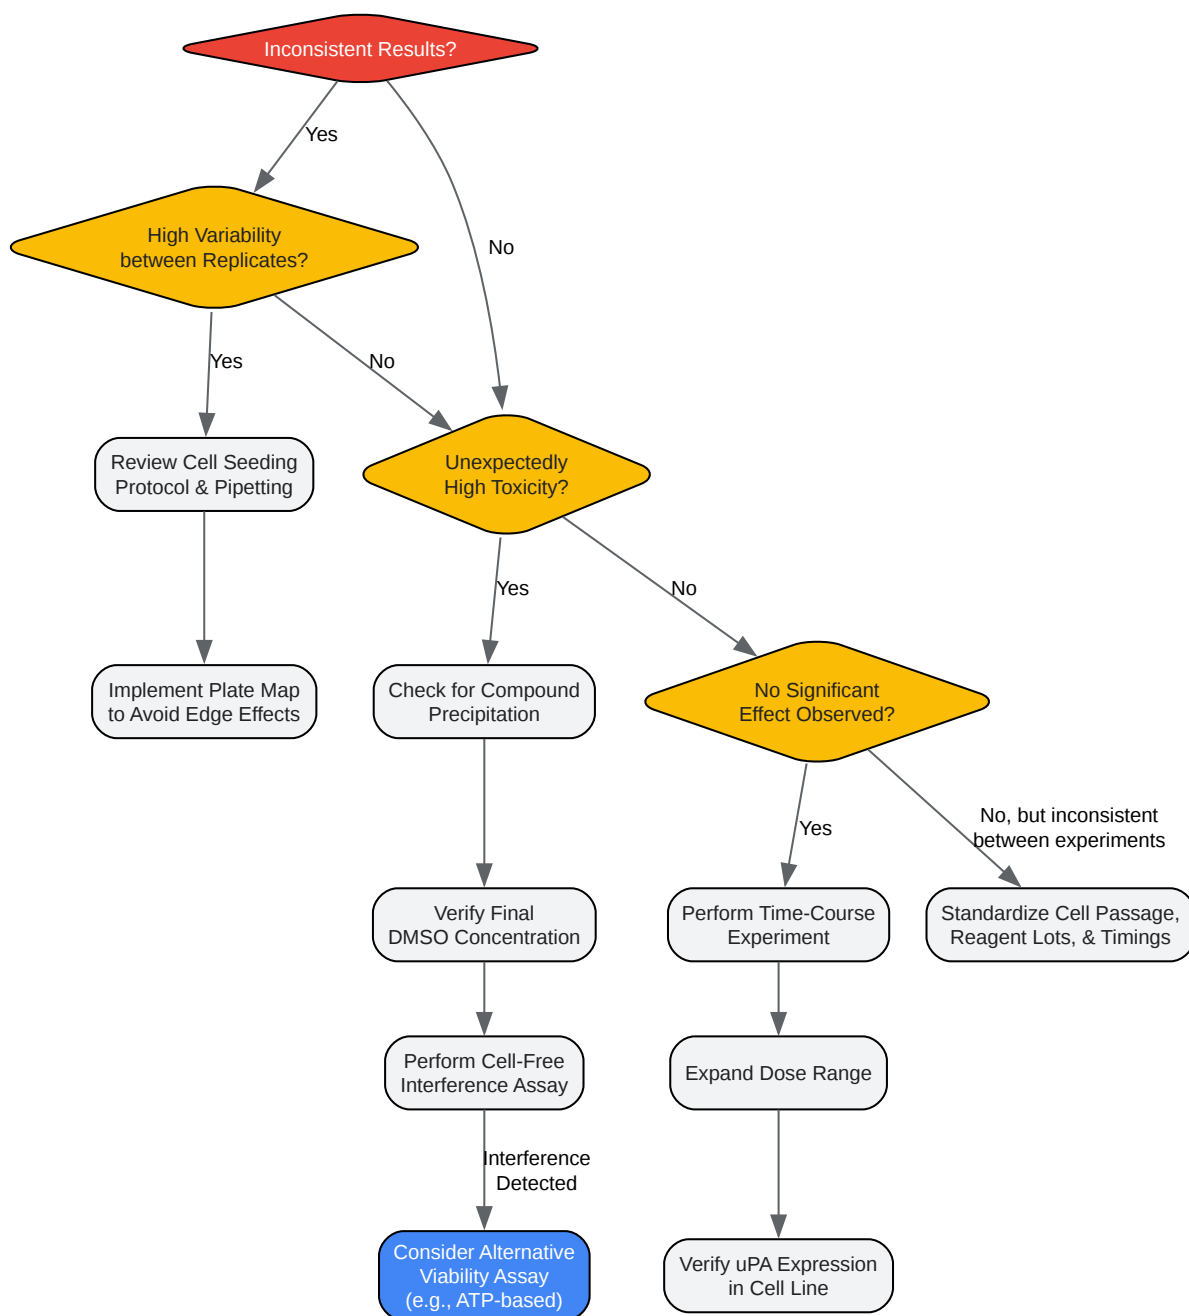 Inconsistent Results?
Yes
High Variability
between Replicates?
No
Yes
No
Review Cell Seeding
Protocol & Pipetting
Unexpectedly
High Toxicity?
Yes
No
Implement Plate Map
to Avoid Edge Effects
Check for Compound
Precipitation
No Significant
Effect Observed?
Yes
No, but inconsistent
between experiments
Verify Final
DMSO Concentration
Perform Time-Course
Experiment
Standardize Cell Passage,
Reagent Lots, & Timings
Perform Cell-Free
Interference Assay
Expand Dose Range
Interference
Detected
Consider Alternative
Viability Assay
(e.g., ATP-based)
Verify uPA Expression
in Cell Line